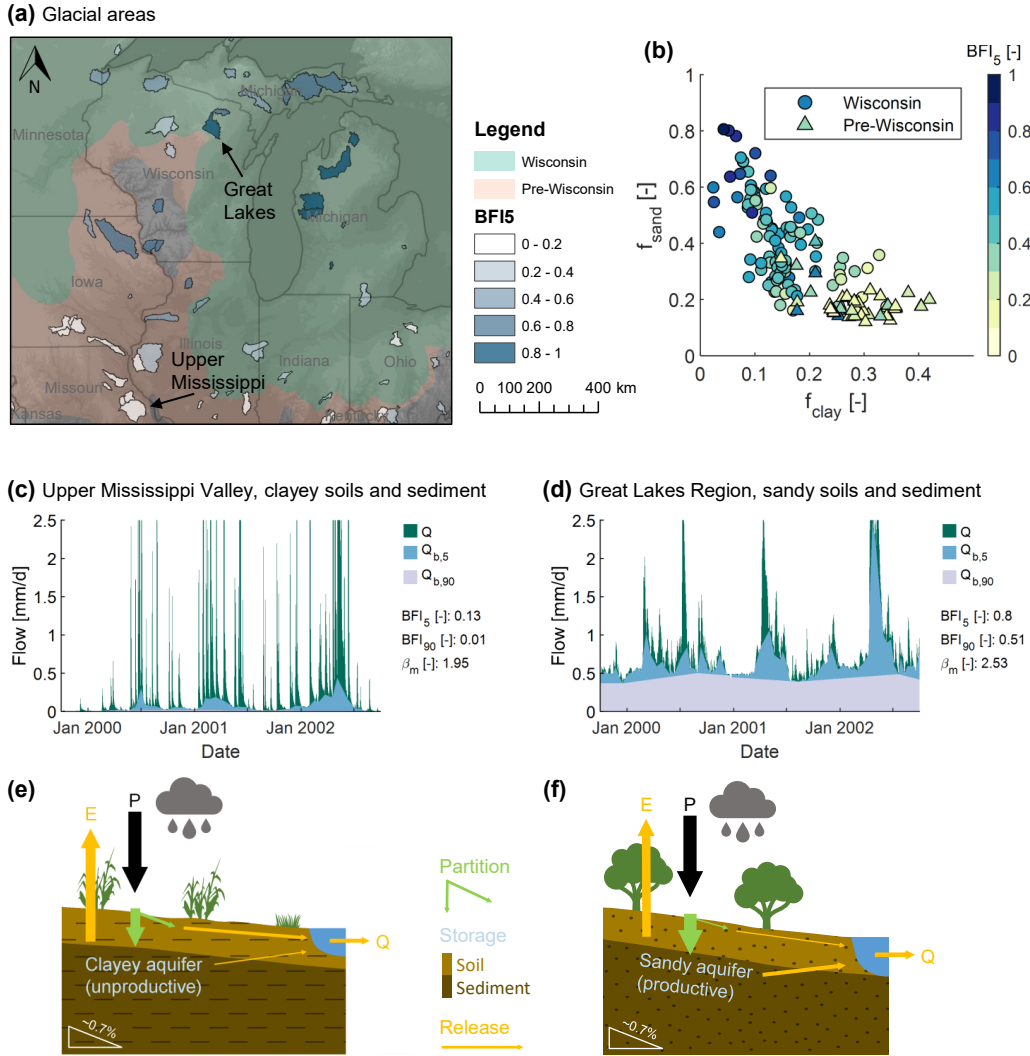 (a) Glacial areas
N
Minnesota
Michigan
Wisconsin
Great
Lakes
Michigan
Iowa
Illinois
Indiana
Ohio
Upper
Mississippi
Missouri
Kansas
Kentucky
Legend
Wisconsin
Pre-Wisconsin
BFI5
0 - 0.2
0.2 - 0.4
0.4 - 0.6
0.6 - 0.8
0.8 - 1
0 100 200 400 km
(b)
BFI5 [-]
Wisconsin
Pre-Wisconsin
1
0.8
0.6
0.4
0.2
0
fsand [-]
0 0.1 0.2 0.3 0.4
fclay [-]
1
0.8
0.6
0.4
0.2
0
(c) Upper Mississippi Valley, clayey soils and sediment
2.5
2
1.5
1
0.5
0
Flow [mm/d]
Jan 2000 Jan 2001 Jan 2002
Date
Q
Qb,5
Qb,90
BFI5 [-]: 0.13
BFI90 [-]: 0.01
βm [-]: 1.95
(d) Great Lakes Region, sandy soils and sediment
2.5
2
1.5
1
0.5
0
Flow [mm/d]
Jan 2000 Jan 2001 Jan 2002
Date
Q
Qb,5
Qb,90
BFI5 [-]: 0.8
BFI90 [-]: 0.51
βm [-]: 2.53
(e)
E
P
Q
Clayey aquifer
(unproductive)
~0.7%
Partition
Storage
Soil
Sediment
Release
(f)
E
P
Q
Sandy aquifer
(productive)
~0.7%